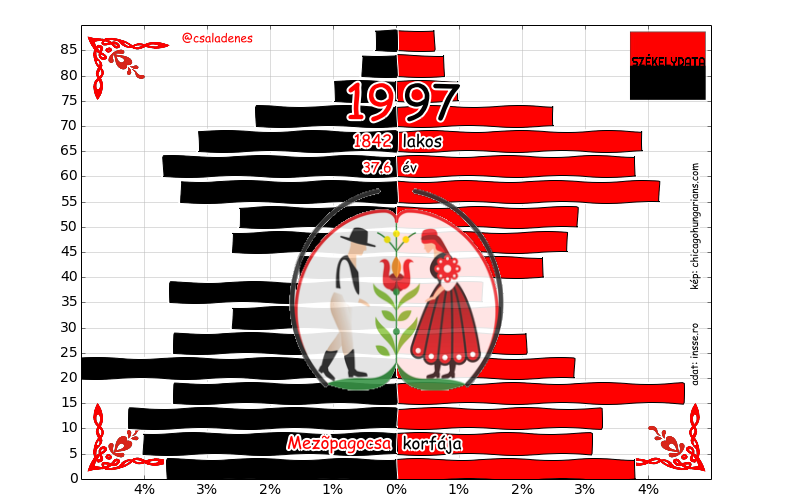 @csaladenes
SZÉKELYDATA
1997
1842 lakos
37.6 év
Mezőpagocsa korfája
kép: chicagohungarians.com
adat: insse.ro
85
80
75
70
65
60
55
50
45
40
35
30
25
20
15
10
5
0
4% 3% 2% 1% 0% 1% 2% 3% 4%